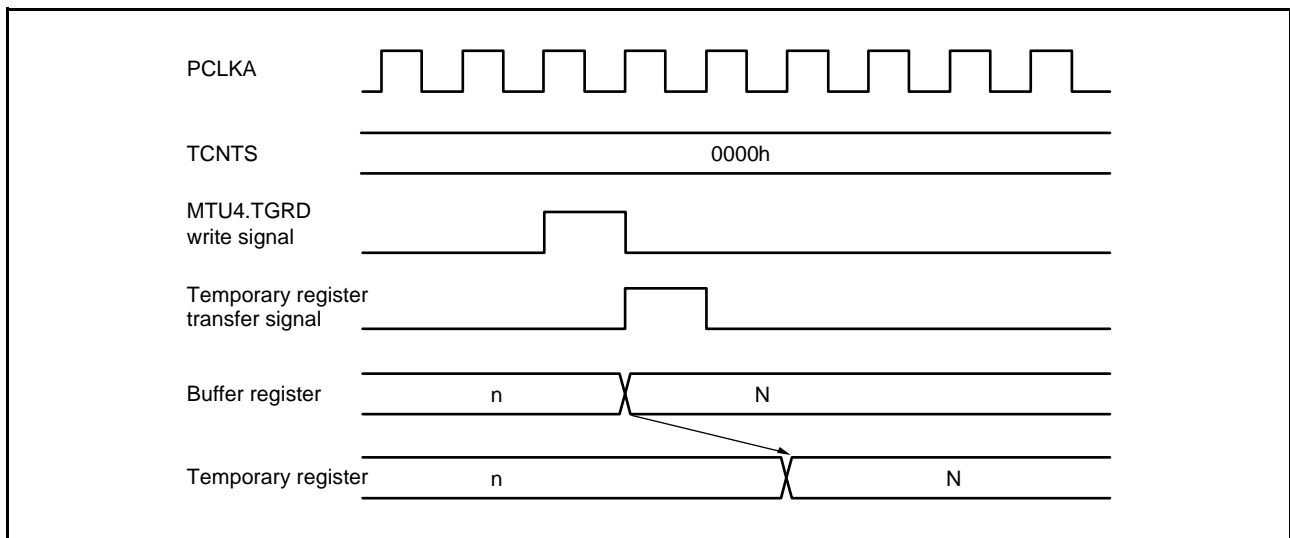 PCLKA
TCNTS
0000h
MTU4.TGRD
write signal
Temporary register
transfer signal
Buffer register
n
N
Temporary register
n
N